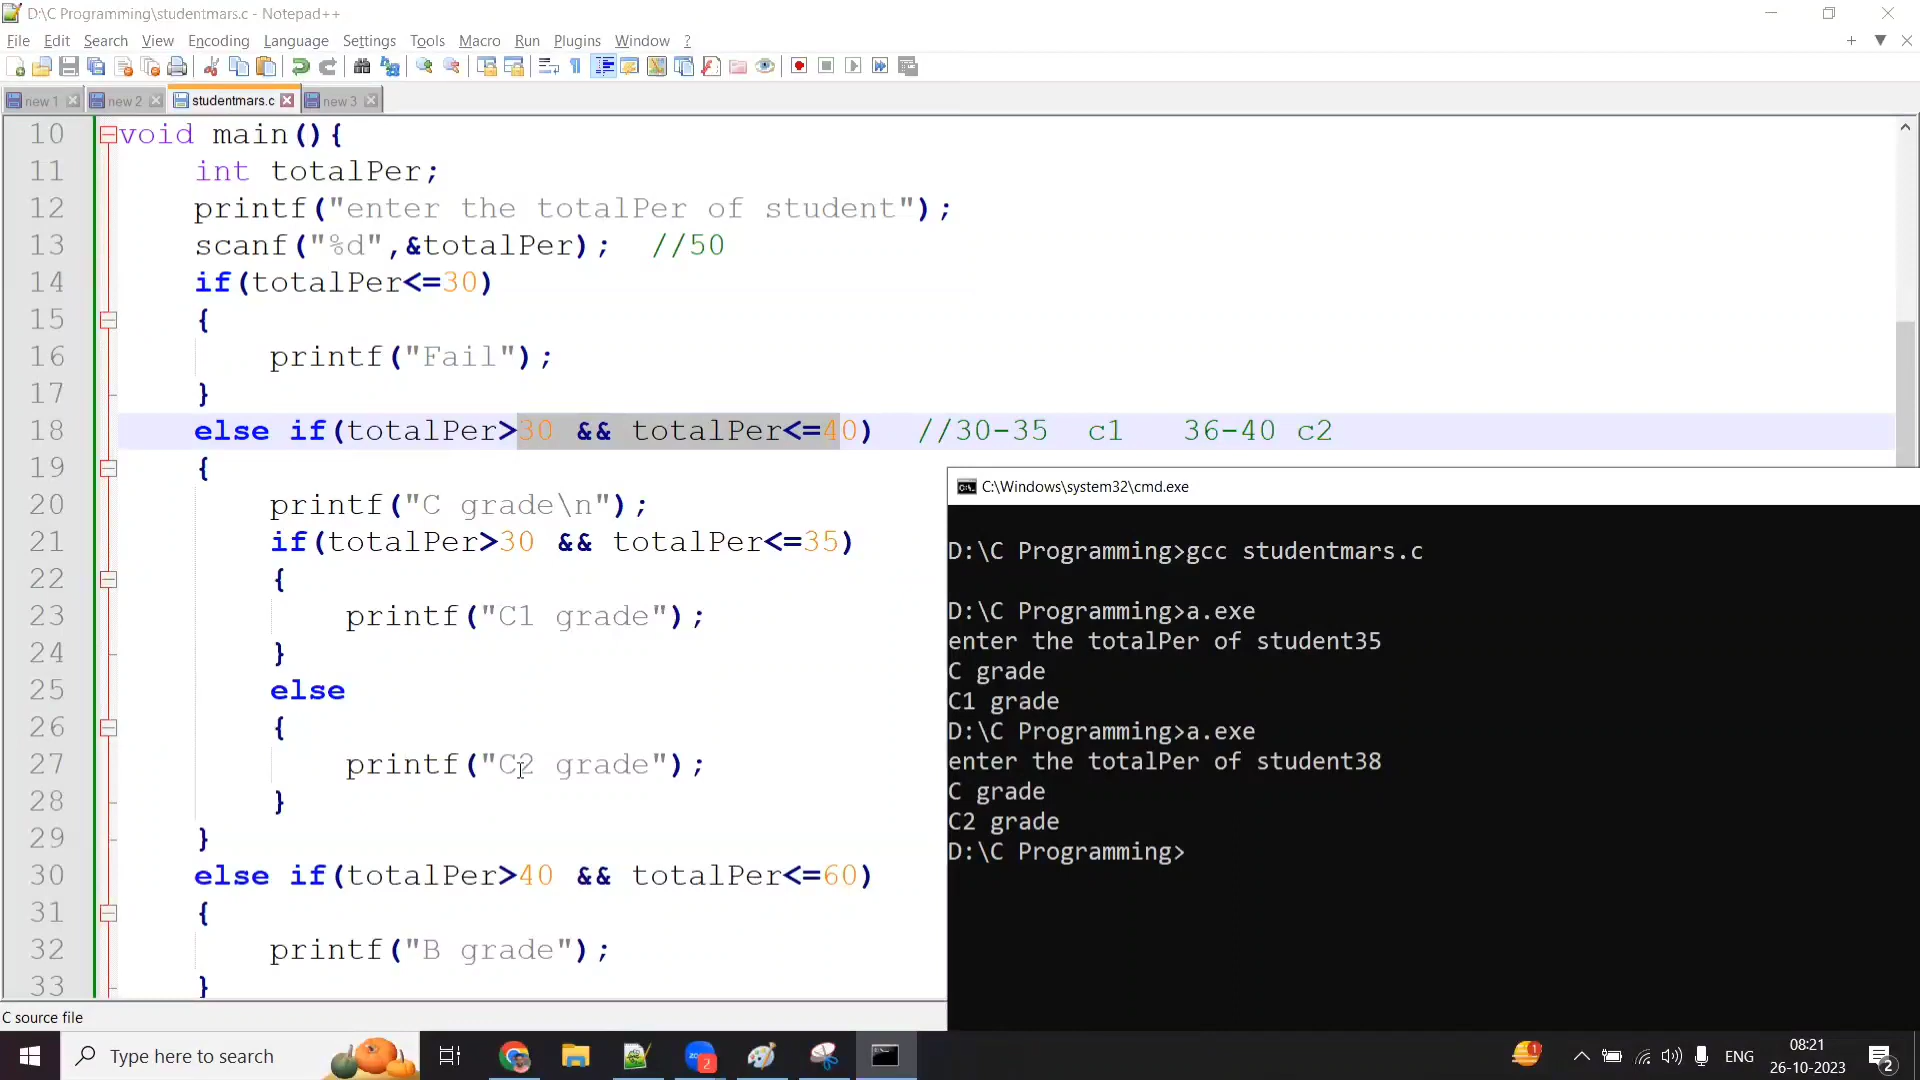 D:\C Programming\studentmars.c - Notepad++
File Edit Search View Encoding Language Settings Tools Macro Run Plugins Window ?
new 1 new 2 studentmars.c new 3
10 void main(){
11 int totalPer;
12 printf("enter the totalPer of student");
13 scanf("%d",&totalPer); //50
14 if(totalPer<=30)
15 {
16 printf("Fail");
17 }
18 else if(totalPer>30 && totalPer<=40) //30-35 c1 36-40 c2
19 {
20 printf("C grade\n");
21 if(totalPer>30 && totalPer<=35)
22 {
23 printf("C1 grade");
24 }
25 else
26 {
27 printf("C2 grade");
28 }
29 }
30 else if(totalPer>40 && totalPer<=60)
31 {
32 printf("B grade");
33 }
C source file
C:\Windows\system32\cmd.exe
D:\C Programming>gcc studentmars.c
D:\C Programming>a.exe
enter the totalPer of student35
C grade
C1 grade
D:\C Programming>a.exe
enter the totalPer of student38
C grade
C2 grade
D:\C Programming>
Type here to search
2
1
ENG
08:21
26-10-2023
2